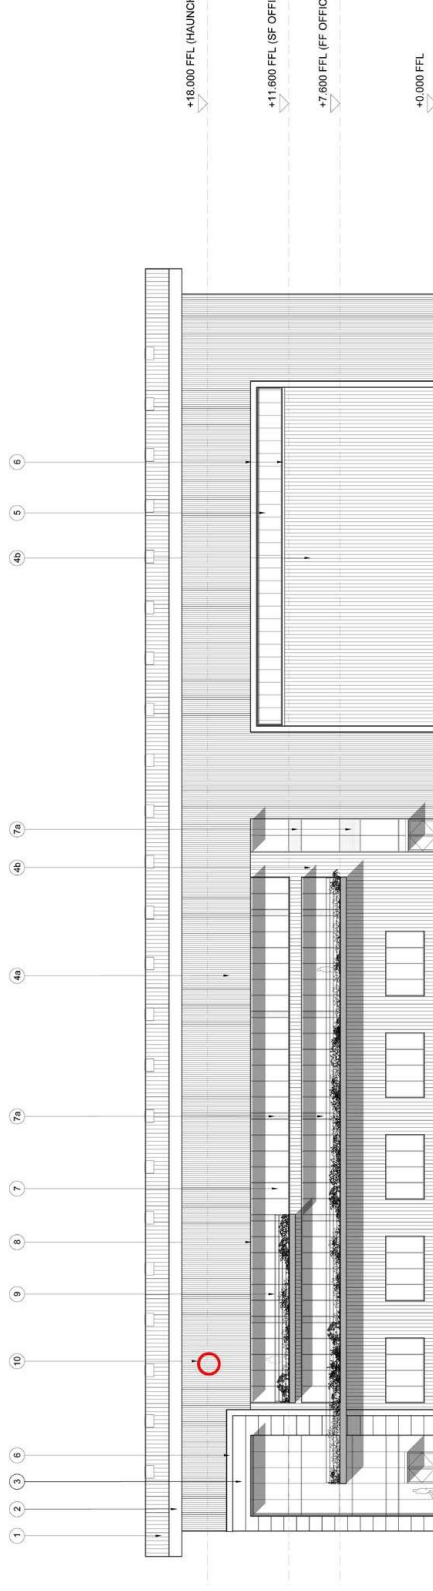 1
2
3
6
10
9
8
7
7a
4a
4b
7a
4b
5
6
+18.000 FFL (HAUNCH
+11.600 FFL (SF OFFI
+7.600 FFL (FF OFFIC
+0.000 FFL